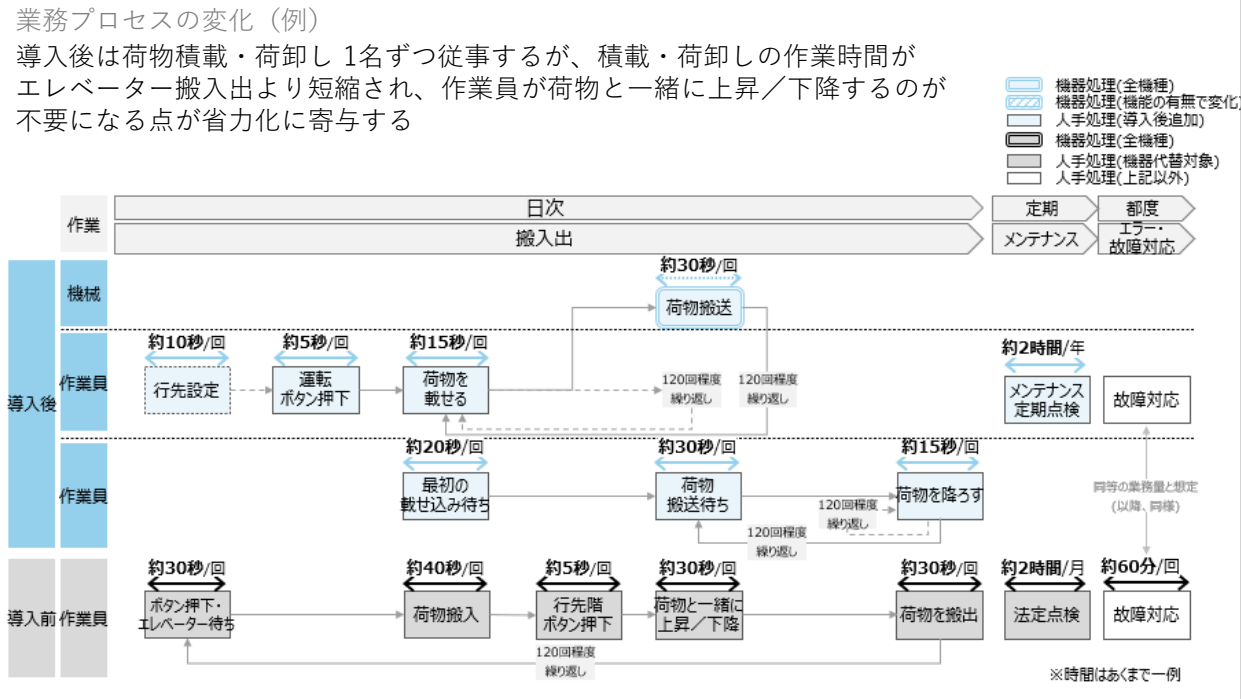 業務プロセスの変化（例）
導入後は荷物積載・荷卸し 1名ずつ従事するが、積載・荷卸しの作業時間が
エレベーター搬入出より短縮され、作業員が荷物と一緒に上昇／下降するのが
不要になる点が省力化に寄与する
機器処理(全機種)
機器処理(機能の有無で変化)
人手処理(導入後追加)
機器処理(全機種)
人手処理(機器代替対象)
人手処理(上記以外)
作業
日次
定期
都度
搬入出
メンテナンス
エラー・
故障対応
導入後
機械
約30秒/回
荷物搬送
作業員
約10秒/回
行先設定
約5秒/回
運転
ボタン押下
約15秒/回
荷物を
載せる
120回程度
繰り返し
120回程度
繰り返し
約2時間/年
メンテナンス
定期点検
故障対応
作業員
約20秒/回
最初の
載せ込み待ち
約30秒/回
荷物
搬送待ち
約15秒/回
荷物を降ろす
120回程度
繰り返し
120回程度
繰り返し
同等の業務量と想定
(以降、同様)
導入前
作業員
約30秒/回
ボタン押下・
エレベーター待ち
約40秒/回
荷物搬入
約5秒/回
行先階
ボタン押下
約30秒/回
荷物と一緒に
上昇／下降
約30秒/回
荷物を搬出
約2時間/月
法定点検
約60分/回
故障対応
120回程度
繰り返し
※時間はあくまで一例